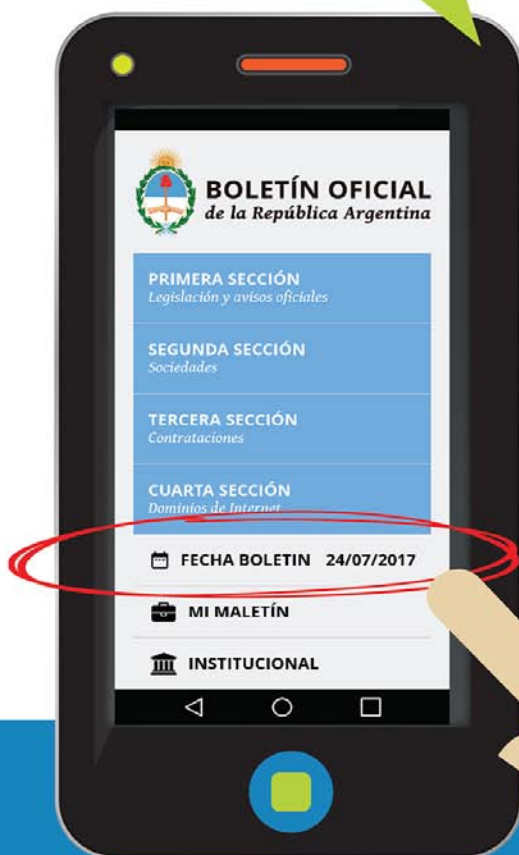 BOLETÍN OFICIAL
de la República Argentina
PRIMERA SECCIÓN
Legislación y avisos oficiales
SEGUNDA SECCIÓN
Sociedades
TERCERA SECCIÓN
Contrataciones
CUARTA SECCIÓN
Dominios de Internet
FECHA BOLETIN 24/07/2017
MI MALETÍN
INSTITUCIONAL